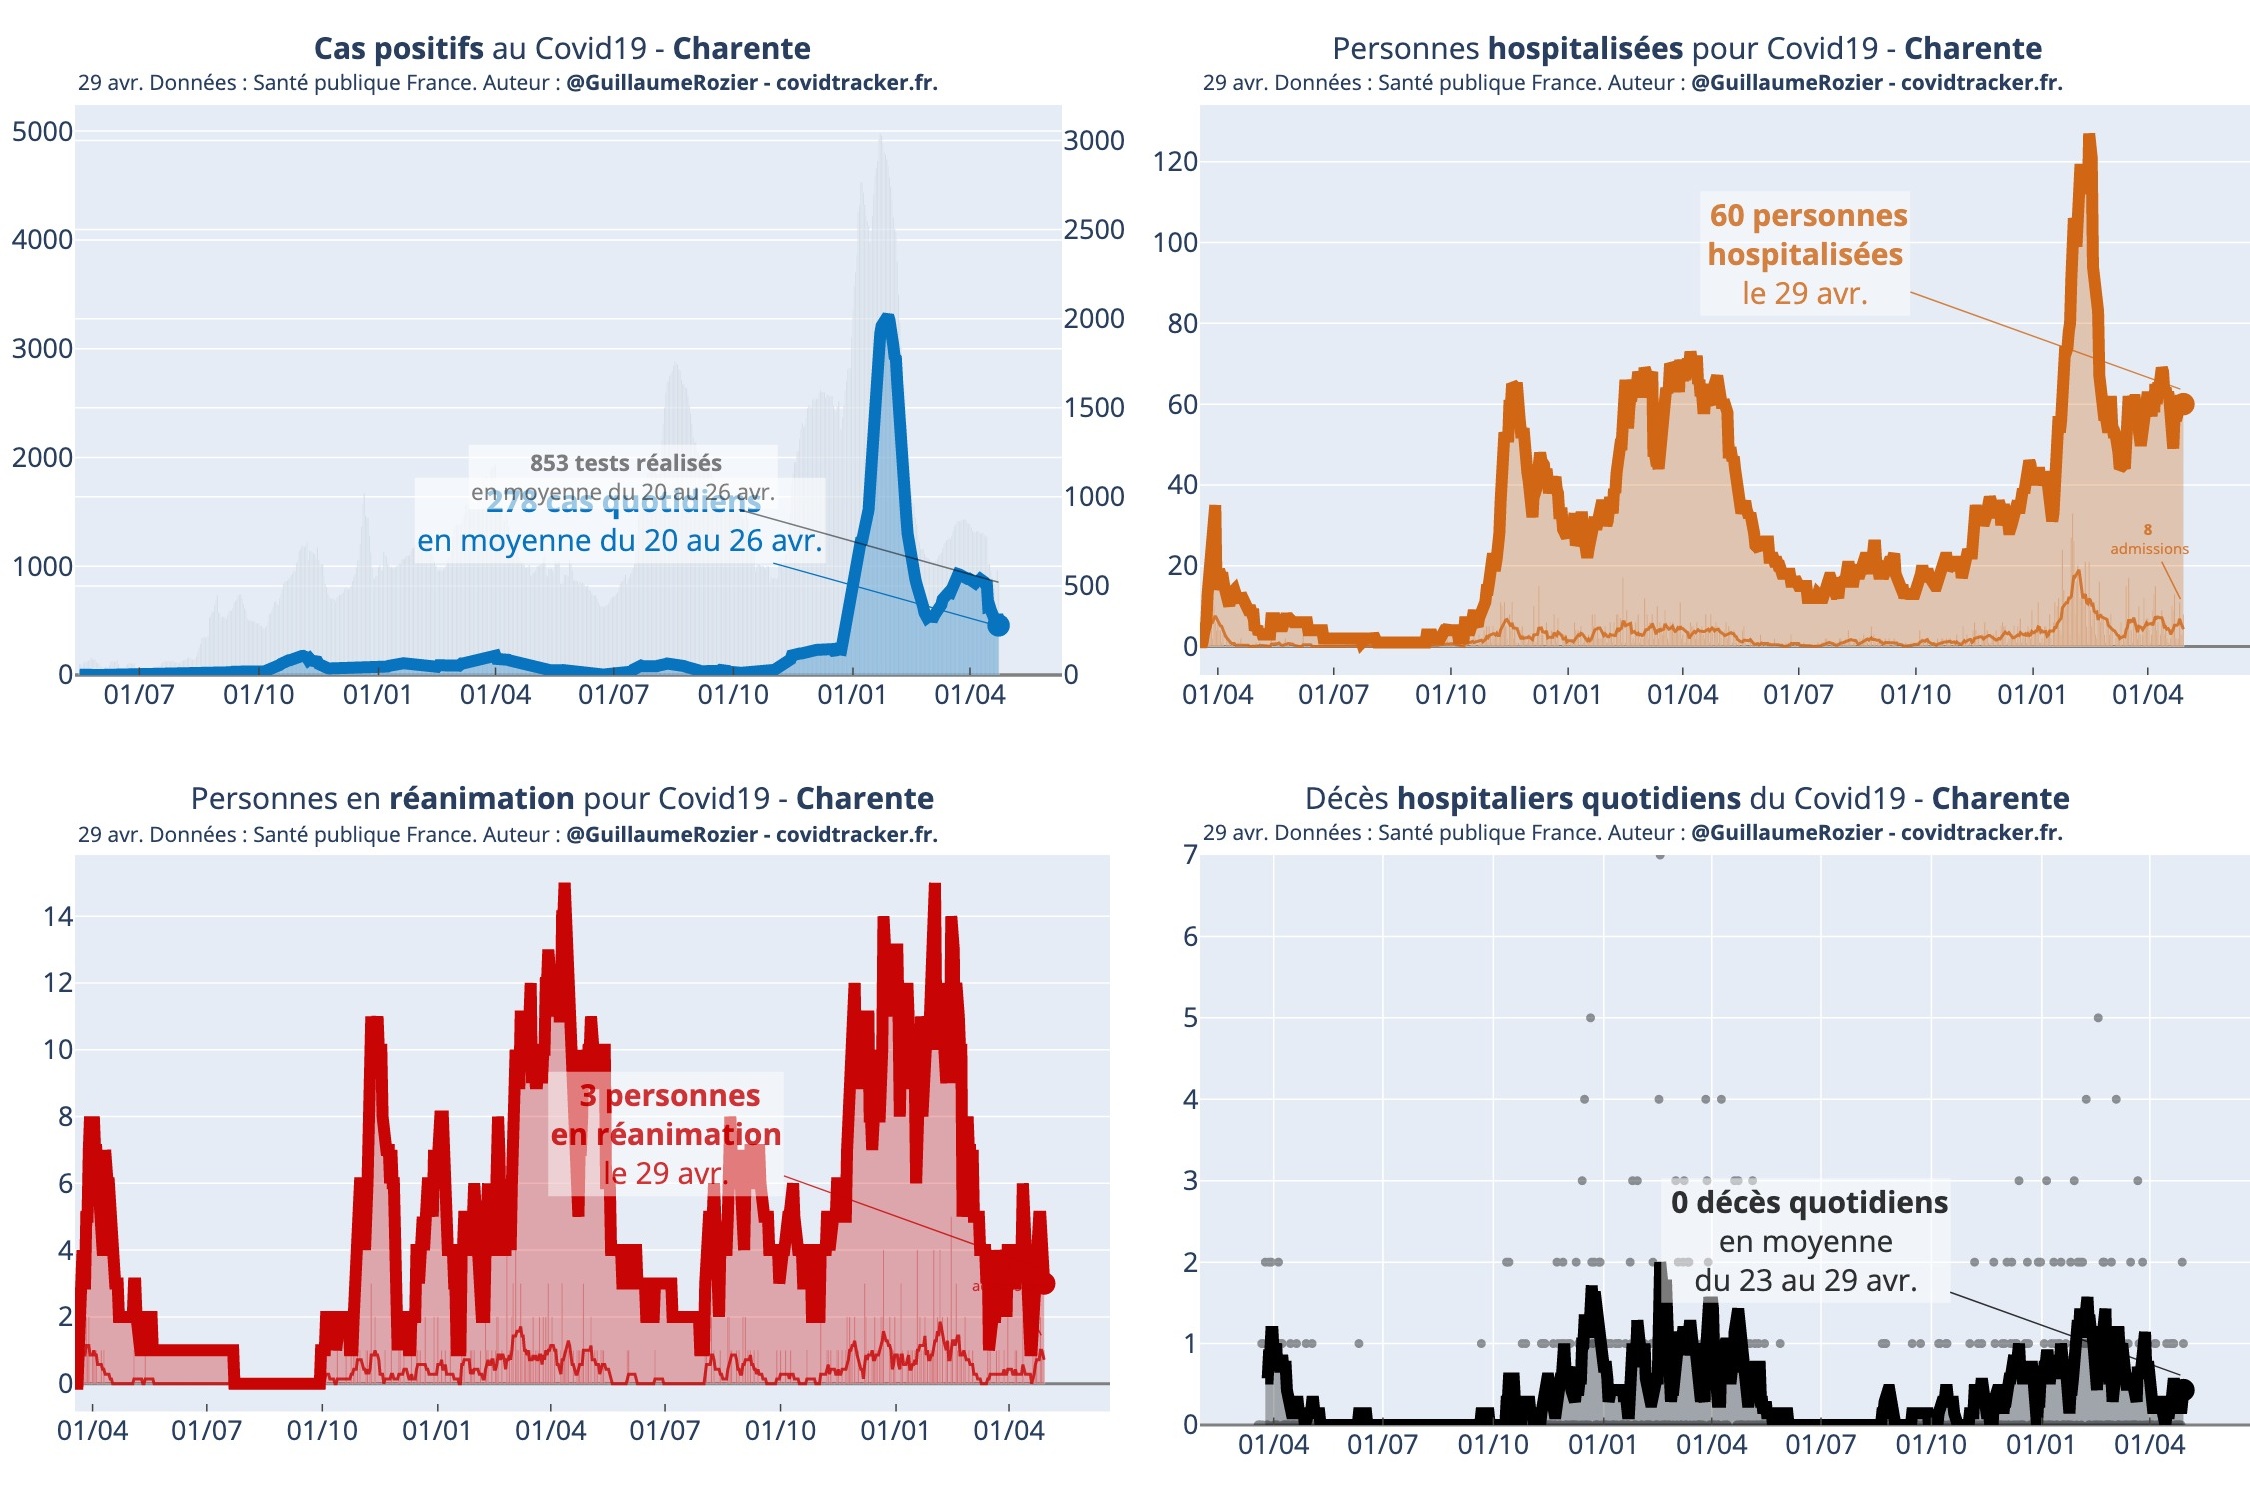 Cas positifs au Covid19 - Charente
29 avr. Données : Santé publique France. Auteur : @GuillaumeRozier - covidtracker.fr.
5000
4000
3000
2000
1000
0
3000
2500
2000
1500
1000
500
0
853 tests réalisés
en moyenne du 20 au 26 avr.
278 cas quotidiens
en moyenne du 20 au 26 avr.
01/07 01/10 01/01 01/04 01/07 01/10 01/01 01/04
Personnes hospitalisées pour Covid19 - Charente
29 avr. Données : Santé publique France. Auteur : @GuillaumeRozier - covidtracker.fr.
120
100
80
60
40
20
0
60 personnes
hospitalisées
le 29 avr.
8
admissions
01/04 01/07 01/10 01/01 01/04 01/07 01/10 01/01 01/04
Personnes en réanimation pour Covid19 - Charente
29 avr. Données : Santé publique France. Auteur : @GuillaumeRozier - covidtracker.fr.
14
12
10
8
6
4
2
0
3 personnes
en réanimation
le 29 avr.
01/04 01/07 01/10 01/01 01/04 01/07 01/10 01/01 01/04
Décès hospitaliers quotidiens du Covid19 - Charente
29 avr. Données : Santé publique France. Auteur : @GuillaumeRozier - covidtracker.fr.
7
6
5
4
3
2
1
0
0 décès quotidiens
en moyenne
du 23 au 29 avr.
01/04 01/07 01/10 01/01 01/04 01/07 01/10 01/01 01/04